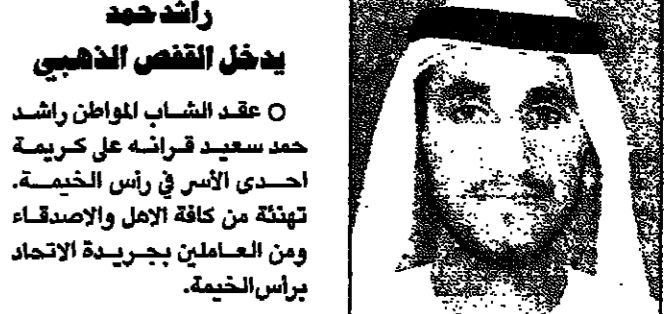 راشد حمد
يدخل القفص الذهبي
○ عقد الشاب المواطن راشد
حمد سعيد قرانه على كريمة
احدى الأسر في رأس الخيمة.
تهنئة من كافة الاهل والاصدقاء
ومن العاملين بجريدة الاتحاد
برأس الخيمة.